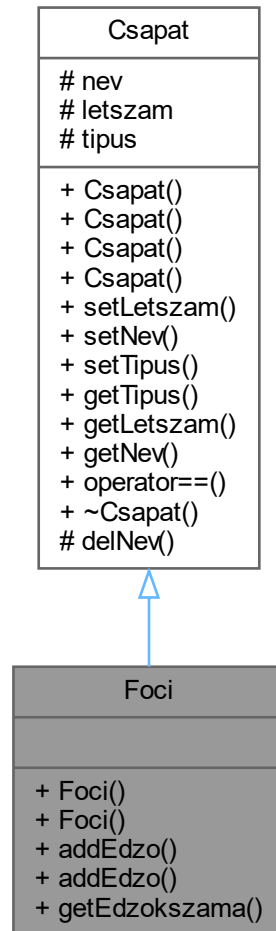 Csapat
# nev
# letszam
# tipus
+ Csapat()
+ Csapat()
+ Csapat()
+ Csapat()
+ setLetszam()
+ setNev()
+ setTipus()
+ getTipus()
+ getLetszam()
+ getNev()
+ operator==()
+ ~Csapat()
# delNev()
Foci
+ Foci()
+ Foci()
+ addEdzo()
+ addEdzo()
+ getEdzokszama()